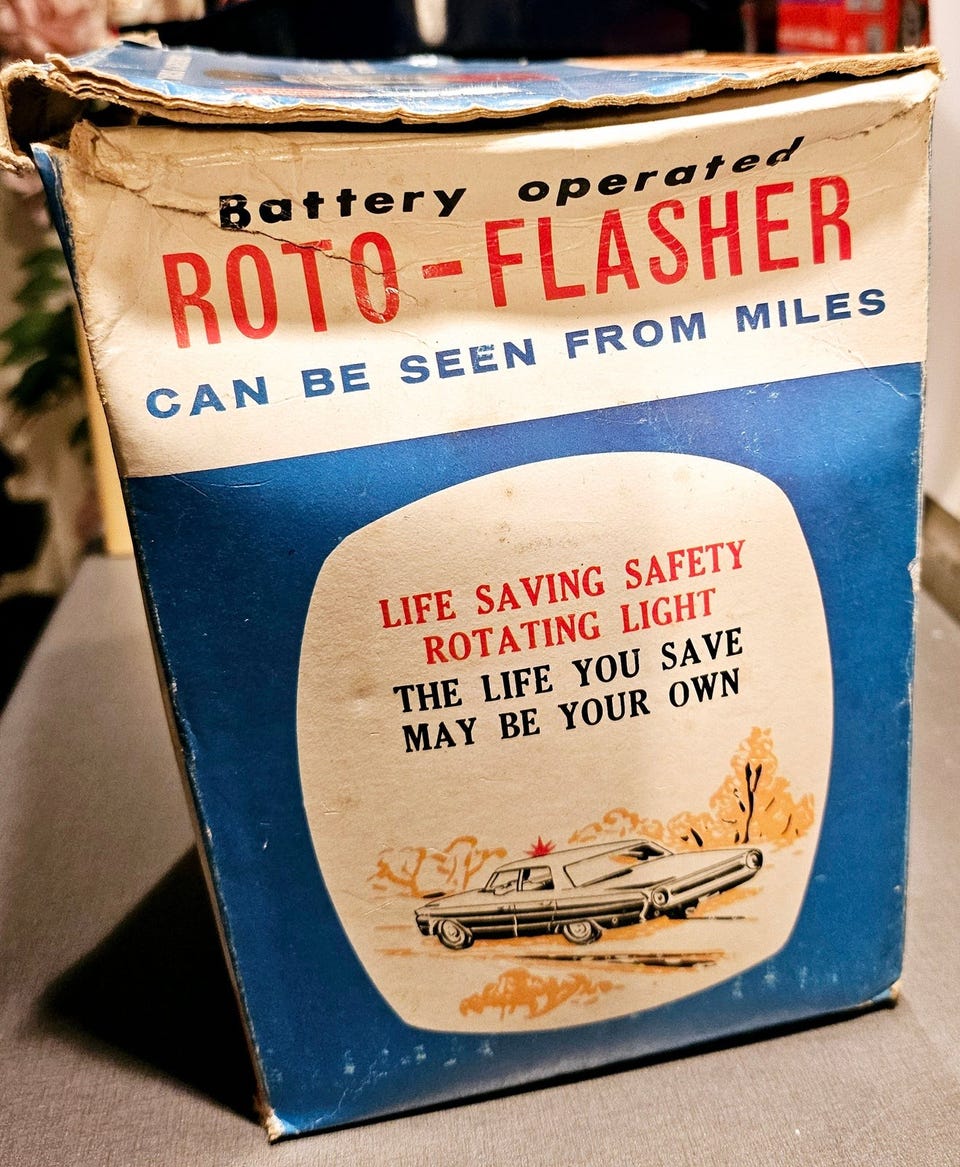 Battery operated
ROTO-FLASHER
CAN BE SEEN FROM MILES
LIFE SAVING SAFETY
ROTATING LIGHT
THE LIFE YOU SAVE
MAY BE YOUR OWN